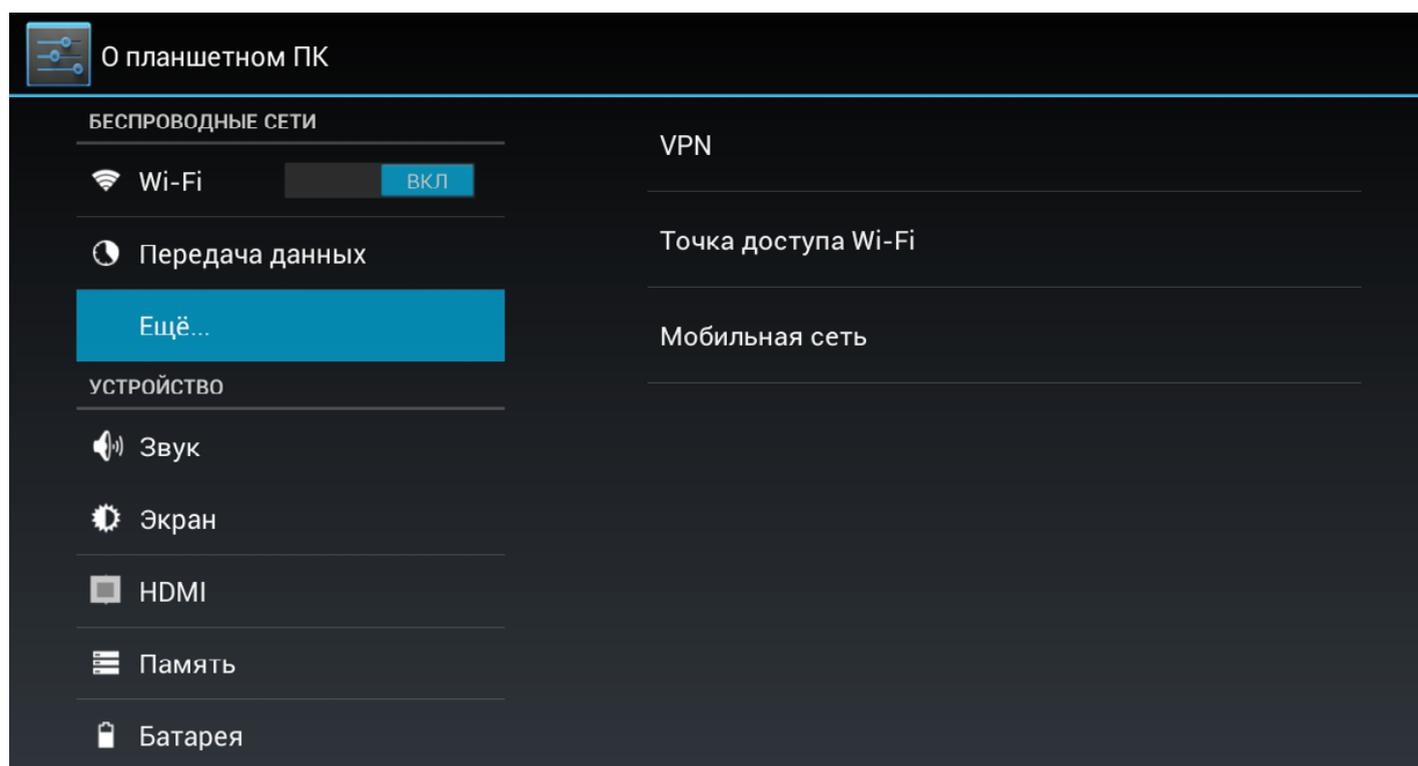 О планшетном ПК
БЕСПРОВОДНЫЕ СЕТИ
Wi-Fi ВКЛ
Передача данных
Ещё...
УСТРОЙСТВО
Звук
Экран
HDMI
Память
Батарея
VPN
Точка доступа Wi-Fi
Мобильная сеть